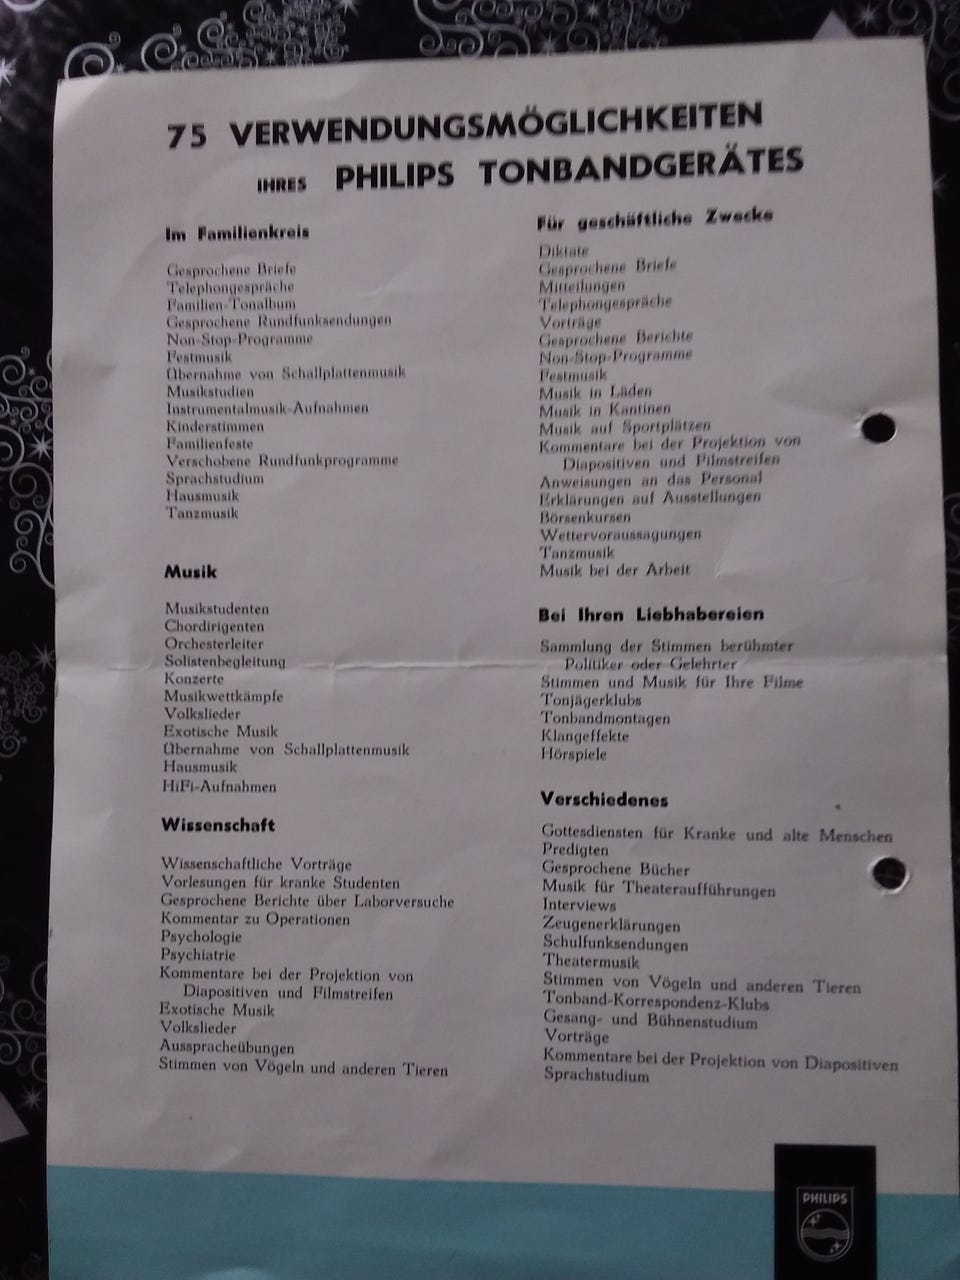 75 VERWENDUNGSMÖGLICHKEITEN
IHRES PHILIPS TONBANDGERÄTES
Im Familienkreis
Gesprochene Briefe
Telephongespräche
Familien-Tonalbum
Gesprochene Rundfunksendungen
Non-Stop-Programme
Festmusik
Übernahme von Schallplattenmusik
Musikstudien
Instrumentalmusik-Aufnahmen
Kinderstimmen
Familienfeste
Verschobene Rundfunkprogramme
Sprachstudium
Hausmusik
Tanzmusik
Musik
Musikstudenten
Chordirigenten
Orchesterleiter
Solistenbegleitung
Konzerte
Musikwettkämpfe
Volkslieder
Exotische Musik
Übernahme von Schallplattenmusik
Hausmusik
HiFi-Aufnahmen
Wissenschaft
Wissenschaftliche Vorträge
Vorlesungen für kranke Studenten
Gesprochene Berichte über Laborversuche
Kommentar zu Operationen
Psychologie
Psychiatrie
Kommentare bei der Projektion von
Diapositiven und Filmstreifen
Exotische Musik
Volkslieder
Ausspracheübungen
Stimmen von Vögeln und anderen Tieren
Für geschäftliche Zwecke
Diktate
Gesprochene Briefe
Mitteilungen
Telephongespräche
Vorträge
Gesprochene Berichte
Non-Stop-Programme
Festmusik
Musik in Läden
Musik in Kantinen
Musik auf Sportplätzen
Kommentare bei der Projektion von
Diapositiven und Filmstreifen
Anweisungen an das Personal
Erklärungen auf Ausstellungen
Börsenkursen
Wettervoraussagungen
Tanzmusik
Musik bei der Arbeit
Bei Ihren Liebhabereien
Sammlung der Stimmen berühmter
Politiker oder Gelehrter
Stimmen und Musik für Ihre Filme
Tonjägerklubs
Tonbandmontagen
Klangeffekte
Hörspiele
Verschiedenes
Gottesdiensten für Kranke und alte Menschen
Predigten
Gesprochene Bücher
Musik für Theateraufführungen
Interviews
Zeugenerklärungen
Schulfunksendungen
Theatermusik
Stimmen von Vögeln und anderen Tieren
Tonband-Korrespondenz-Klubs
Gesang- und Bühnenstudium
Vorträge
Kommentare bei der Projektion von Diapositiven
Sprachstudium
PHILIPS